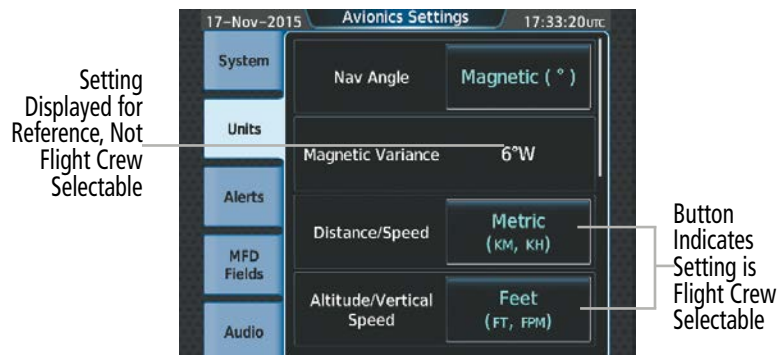 17-Nov-2015 Avionics Settings 17:33:20UTC
System
Units
Alerts
MFD
Fields
Audio
Nav Angle
Magnetic ( ° )
Magnetic Variance
6°W
Distance/Speed
Metric
(KM, KH)
Altitude/Vertical
Speed
Feet
(FT, FPM)
Setting
Displayed for
Reference, Not
Flight Crew
Selectable
Button
Indicates
Setting is
Flight Crew
Selectable